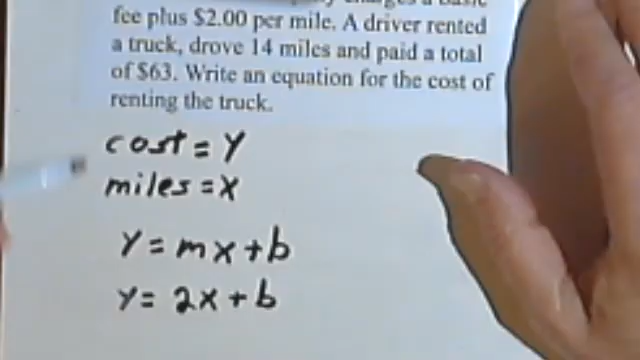 fee plus $2.00 per mile. A driver rented
a truck, drove 14 miles and paid a total
of $63. Write an equation for the cost of
renting the truck.
cost = y
miles = x
y = mx + b
y = 2x + b